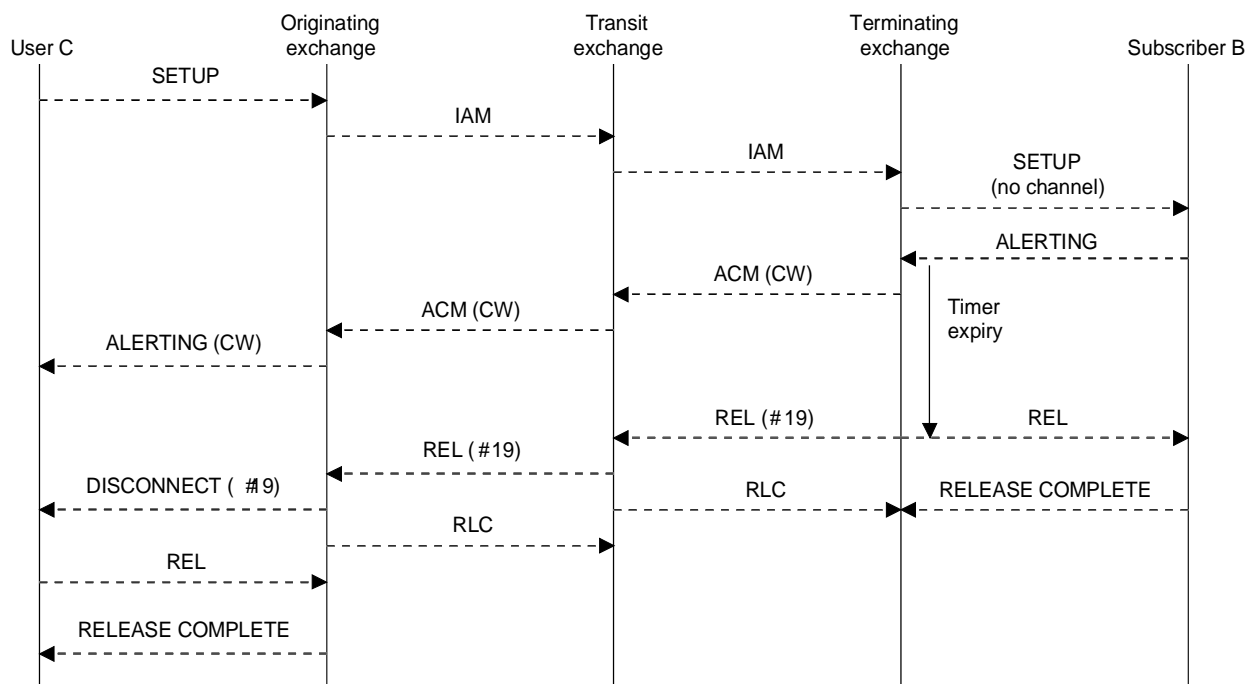 User C
Originating
exchange
Transit
exchange
Terminating
exchange
Subscriber B
SETUP
IAM
IAM
SETUP
(no channel)
ALERTING
ACM (CW)
ACM (CW)
ALERTING (CW)
Timer
expiry
REL (#19)
REL
REL (#19)
DISCONNECT ( #19)
RLC
RELEASE COMPLETE
RLC
REL
RELEASE COMPLETE